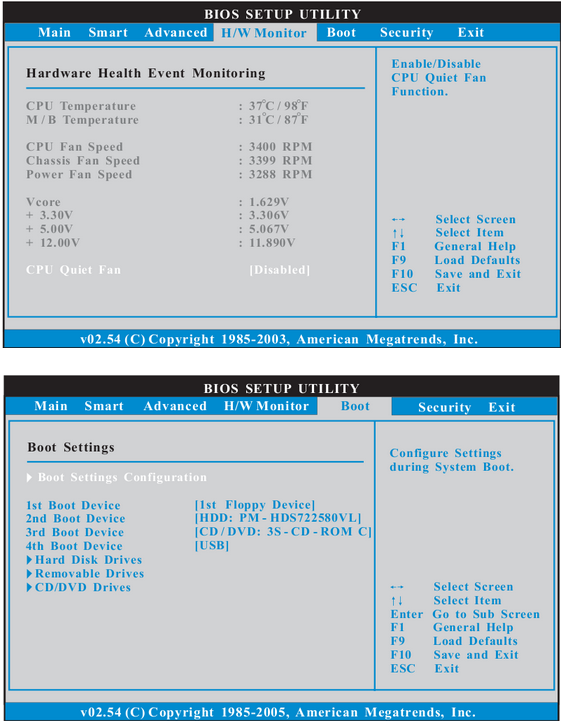 BIOS SETUP UTILITY
Main Smart Advanced H/W Monitor Boot Security Exit
Hardware Health Event Monitoring
CPU Temperature : 37°C / 98°F
M / B Temperature : 31°C / 87°F
CPU Fan Speed : 3400 RPM
Chassis Fan Speed : 3399 RPM
Power Fan Speed : 3288 RPM
Vcore : 1.629V
+ 3.30V : 3.306V
+ 5.00V : 5.067V
+ 12.00V : 11.890V
CPU Quiet Fan [Disabled]
Enable/Disable
CPU Quiet Fan
Function.
←→ Select Screen
↑↓ Select Item
F1 General Help
F9 Load Defaults
F10 Save and Exit
ESC Exit
v02.54 (C) Copyright 1985-2003, American Megatrends, Inc.
BIOS SETUP UTILITY
Main Smart Advanced H/W Monitor Boot Security Exit
Boot Settings
Boot Settings Configuration
1st Boot Device [1st Floppy Device]
2nd Boot Device [HDD: PM - HDS722580VL]
3rd Boot Device [CD / DVD: 3S - CD - ROM C]
4th Boot Device [USB]
Hard Disk Drives
Removable Drives
CD/DVD Drives
Configure Settings
during System Boot.
←→ Select Screen
↑↓ Select Item
Enter Go to Sub Screen
F1 General Help
F9 Load Defaults
F10 Save and Exit
ESC Exit
v02.54 (C) Copyright 1985-2005, American Megatrends, Inc.